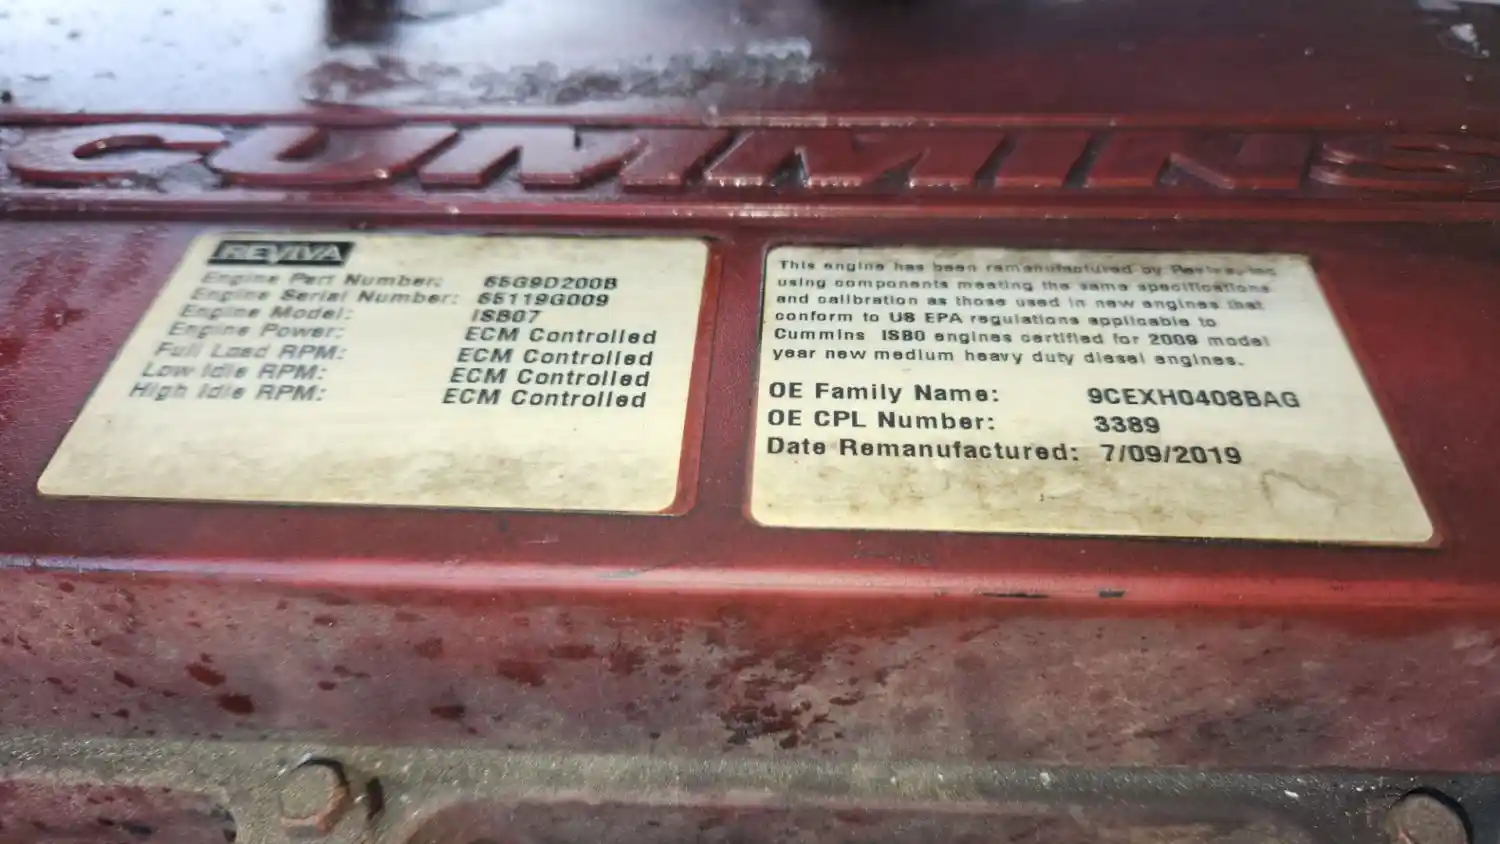 CUMMINS
REVIVA
Engine Part Number: 65G9D200B
Engine Serial Number: 65119G009
Engine Model: ISB07
Engine Power: ECM Controlled
Full Load RPM: ECM Controlled
Low Idle RPM: ECM Controlled
High Idle RPM: ECM Controlled
This engine has been remanufactured by Reviva, Inc
using components meeting the same specifications
and calibration as those used in new engines that
conform to US EPA regulations applicable to
Cummins ISB0 engines certified for 2009 model
year new medium heavy duty diesel engines.
OE Family Name: 9CEXH0408BAG
OE CPL Number: 3389
Date Remanufactured: 7/09/2019